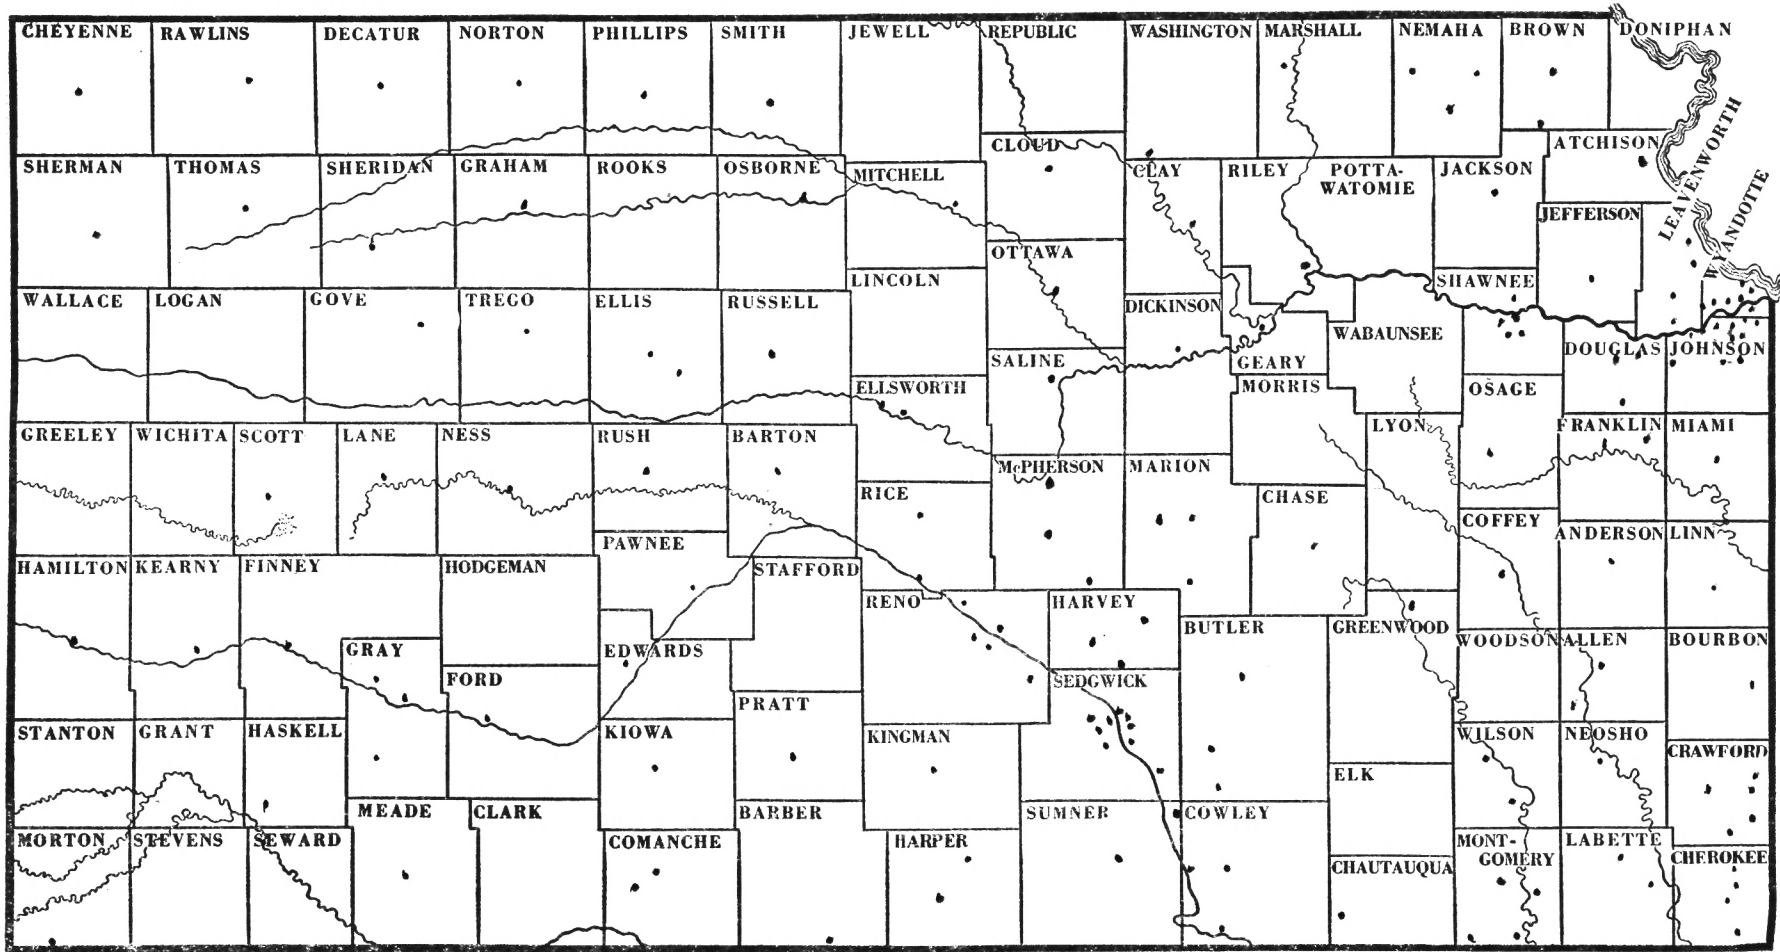 CHEYENNE
RAWLINS
DECATUR
NORTON
PHILLIPS
SMITH
JEWELL
REPUBLIC
WASHINGTON
MARSHALL
NEMAHA
BROWN
DONIPHAN
SHERMAN
THOMAS
SHERIDAN
GRAHAM
ROOKS
OSBORNE
MITCHELL
CLOUD
CLAY
RILEY
POTTA-
WATOMIE
JACKSON
ATCHISON
JEFFERSON
LEAVENWORTH
WYANDOTTE
WALLACE
LOGAN
GOVE
TREGO
ELLIS
RUSSELL
LINCOLN
OTTAWA
DICKINSON
GEARY
WABAUNSEE
SHAWNEE
DOUGLAS
JOHNSON
SALINE
ELLSWORTH
MORRIS
OSAGE
GREELEY
WICHITA
SCOTT
LANE
NESS
RUSH
BARTON
RICE
McPHERSON
MARION
CHASE
LYON
FRANKLIN
MIAMI
COFFEY
ANDERSON
LINN
HAMILTON
KEARNY
FINNEY
HODGEMAN
PAWNEE
STAFFORD
RENO
HARVEY
BUTLER
GREENWOOD
WOODSON
ALLEN
BOURBON
GRAY
FORD
EDWARDS
PRATT
SEDGWICK
STANTON
GRANT
HASKELL
KIOWA
KINGMAN
ELK
WILSON
NEOSHO
CRAWFORD
MEADE
CLARK
BARBER
SUMNER
COWLEY
MORTON
STEVENS
SEWARD
COMANCHE
HARPER
CHAUTAUQUA
MONT-
GOMERY
LABETTE
CHEROKEE